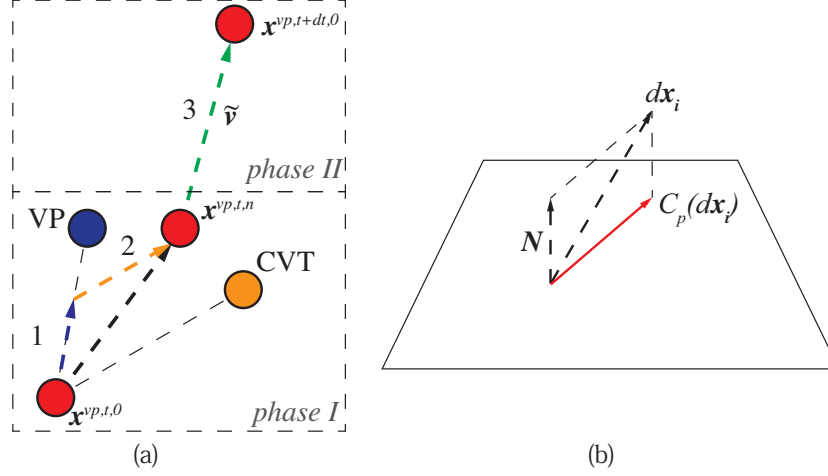 x^{vp,t+dt,0}
3 ṽ
phase II
VP
x^{vp,t,n}
2
CVT
1
x^{vp,t,0}
phase I
(a)
dx_i
N
C_p(dx_i)
(b)